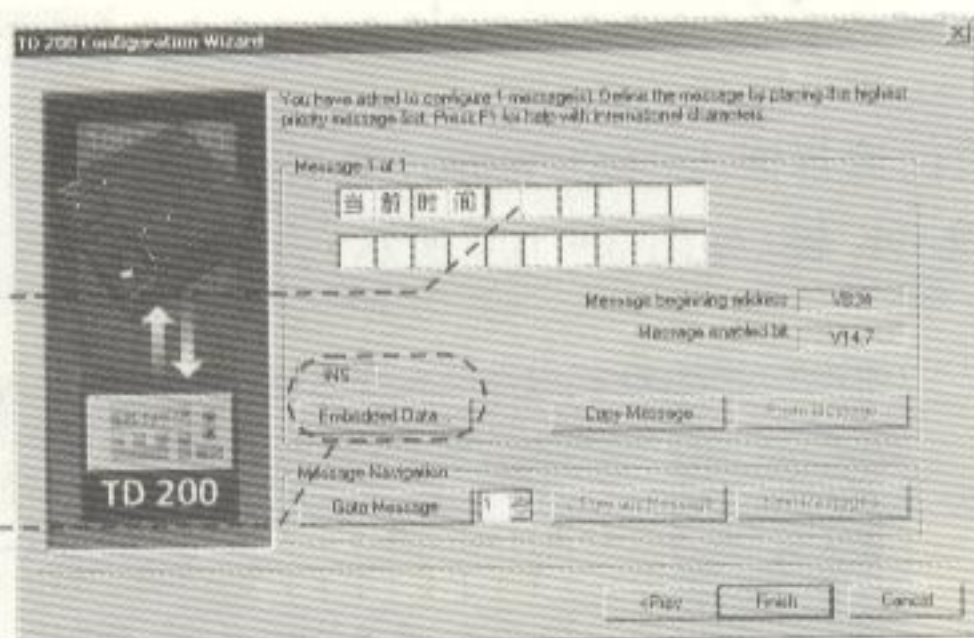 TD 200 Configuration Wizard
You have asked to configure 1 message(s). Define the message by placing the highest
priority message first. Press F1 for help with international characters.
Message 1 of 1
当前时间
Message beginning address
Message enabled bit V14.7
INS
Embedded Data...
Copy Message
Message Navigation
Goto Message 1
TD 200
<Prev Finish Cancel